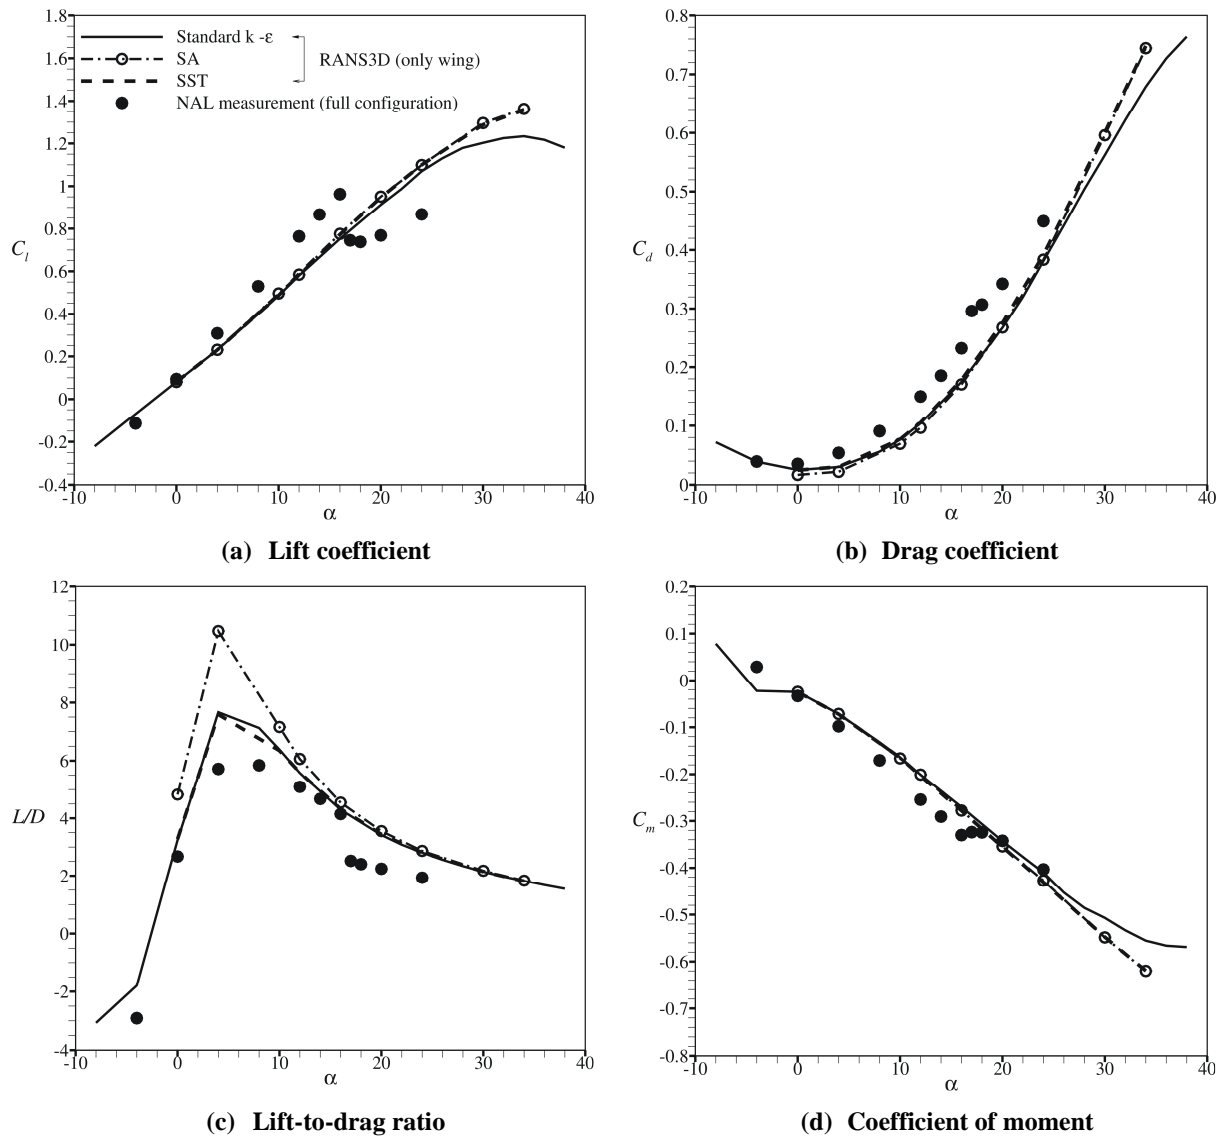 1.8
1.6
1.4
1.2
1
0.8
0.6
0.4
0.2
0
-0.2
-0.4
C_l
Standard k -ε
SA
SST
RANS3D (only wing)
NAL measurement (full configuration)
-10 0 10 20 30 40
α
(a) Lift coefficient
0.8
0.7
0.6
0.5
0.4
0.3
0.2
0.1
0
C_d
-10 0 10 20 30 40
α
(b) Drag coefficient
12
10
8
6
4
2
0
-2
-4
L/D
-10 0 10 20 30 40
α
(c) Lift-to-drag ratio
0.2
0.1
0
-0.1
-0.2
-0.3
-0.4
-0.5
-0.6
-0.7
-0.8
C_m
-10 0 10 20 30 40
α
(d) Coefficient of moment